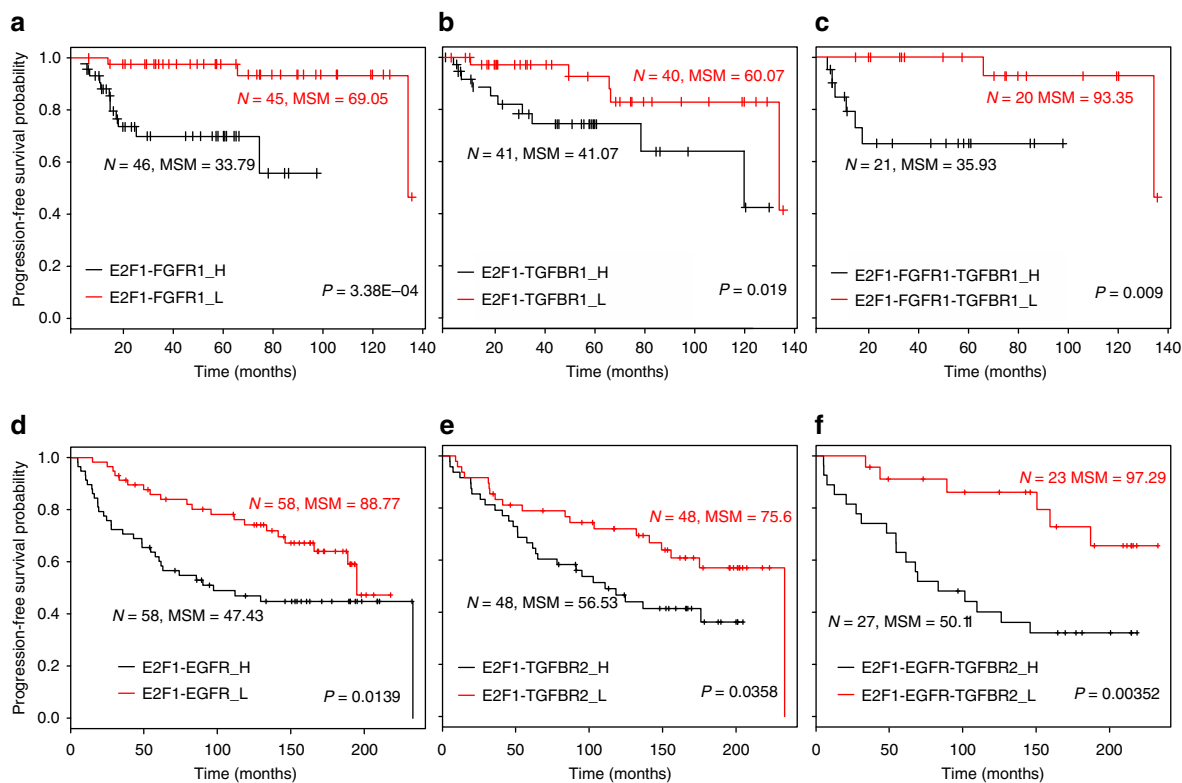 a
b
c
Progression-free survival probability
1.0
0.8
0.6
0.4
0.2
0.0
N = 45, MSM = 69.05
N = 46, MSM = 33.79
E2F1-FGFR1_H
E2F1-FGFR1_L
P = 3.38E–04
20 40 60 80 100 120 140
Time (months)
N = 40, MSM = 60.07
N = 41, MSM = 41.07
E2F1-TGFBR1_H
E2F1-TGFBR1_L
P = 0.019
20 40 60 80 100 120 140
Time (months)
N = 20 MSM = 93.35
N = 21, MSM = 35.93
E2F1-FGFR1-TGFBR1_H
E2F1-FGFR1-TGFBR1_L
P = 0.009
20 40 60 80 100 120 140
Time (months)
d
e
f
Progression-free survival probability
1.0
0.8
0.6
0.4
0.2
0.0
N = 58, MSM = 88.77
N = 58, MSM = 47.43
E2F1-EGFR_H
E2F1-EGFR_L
P = 0.0139
0 50 100 150 200
Time (months)
N = 48, MSM = 75.6
N = 48, MSM = 56.53
E2F1-TGFBR2_H
E2F1-TGFBR2_L
P = 0.0358
0 50 100 150 200
Time (months)
N = 23 MSM = 97.29
N = 27, MSM = 50.11
E2F1-EGFR-TGFBR2_H
E2F1-EGFR-TGFBR2_L
P = 0.00352
0 50 100 150 200
Time (months)